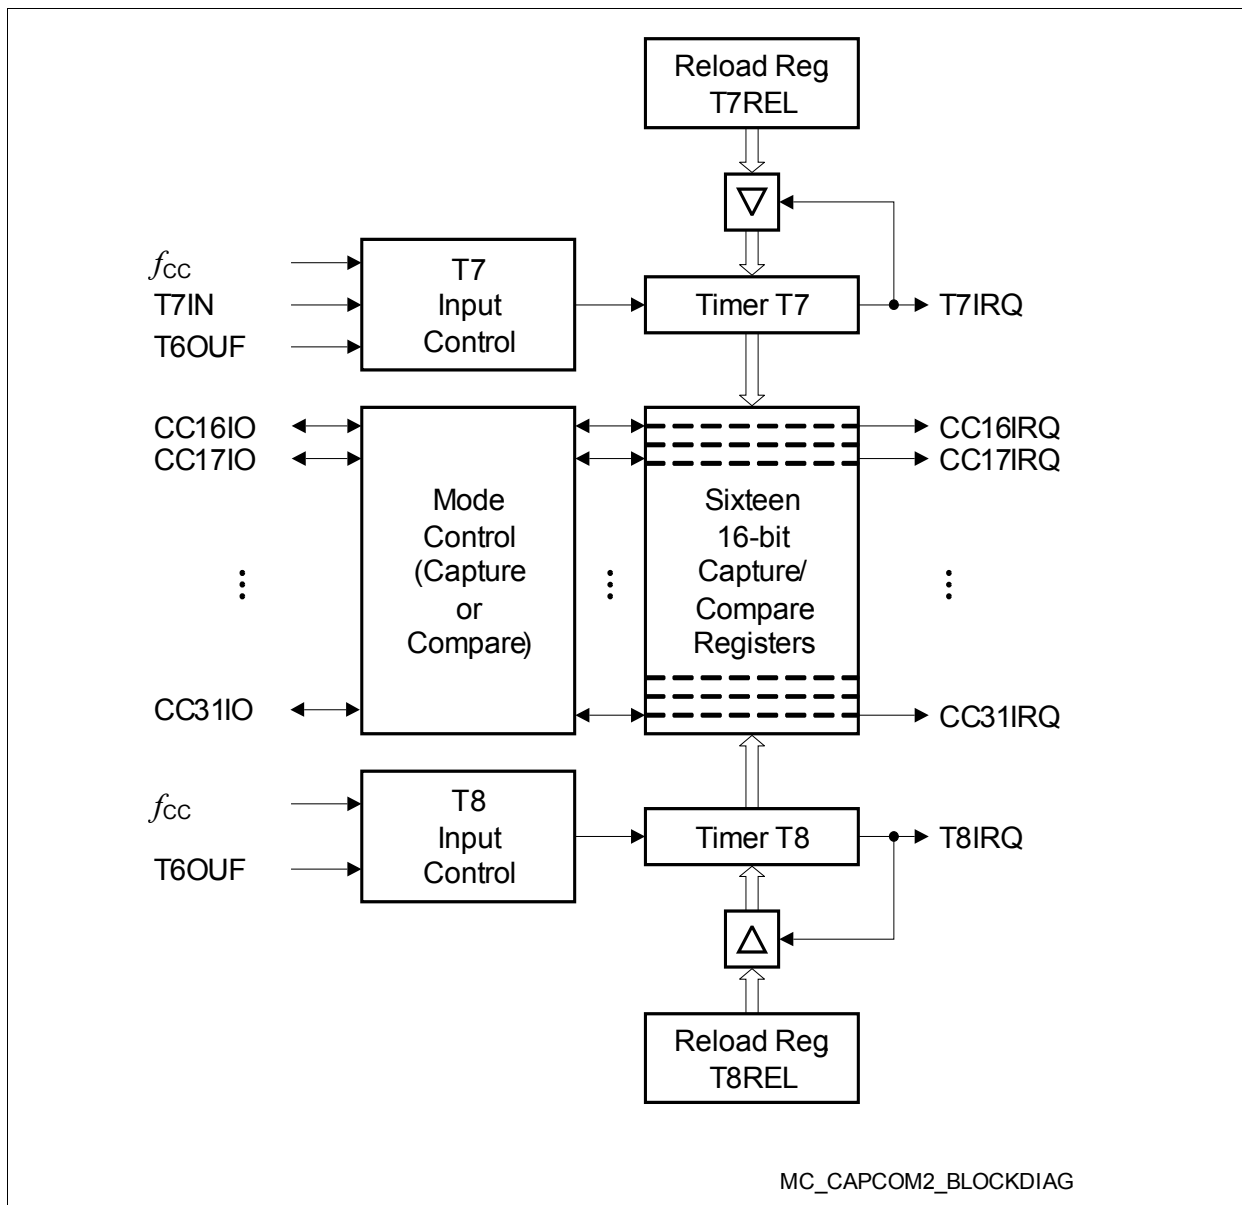 Reload Reg
T7REL
fCC
T7IN
T6OUF
T7
Input
Control
Timer T7
T7IRQ
CC16IO
CC17IO
CC31IO
Mode
Control
(Capture
or
Compare)
Sixteen
16-bit
Capture/
Compare
Registers
CC16IRQ
CC17IRQ
CC31IRQ
fCC
T6OUF
T8
Input
Control
Timer T8
T8IRQ
Reload Reg
T8REL
MC_CAPCOM2_BLOCKDIAG